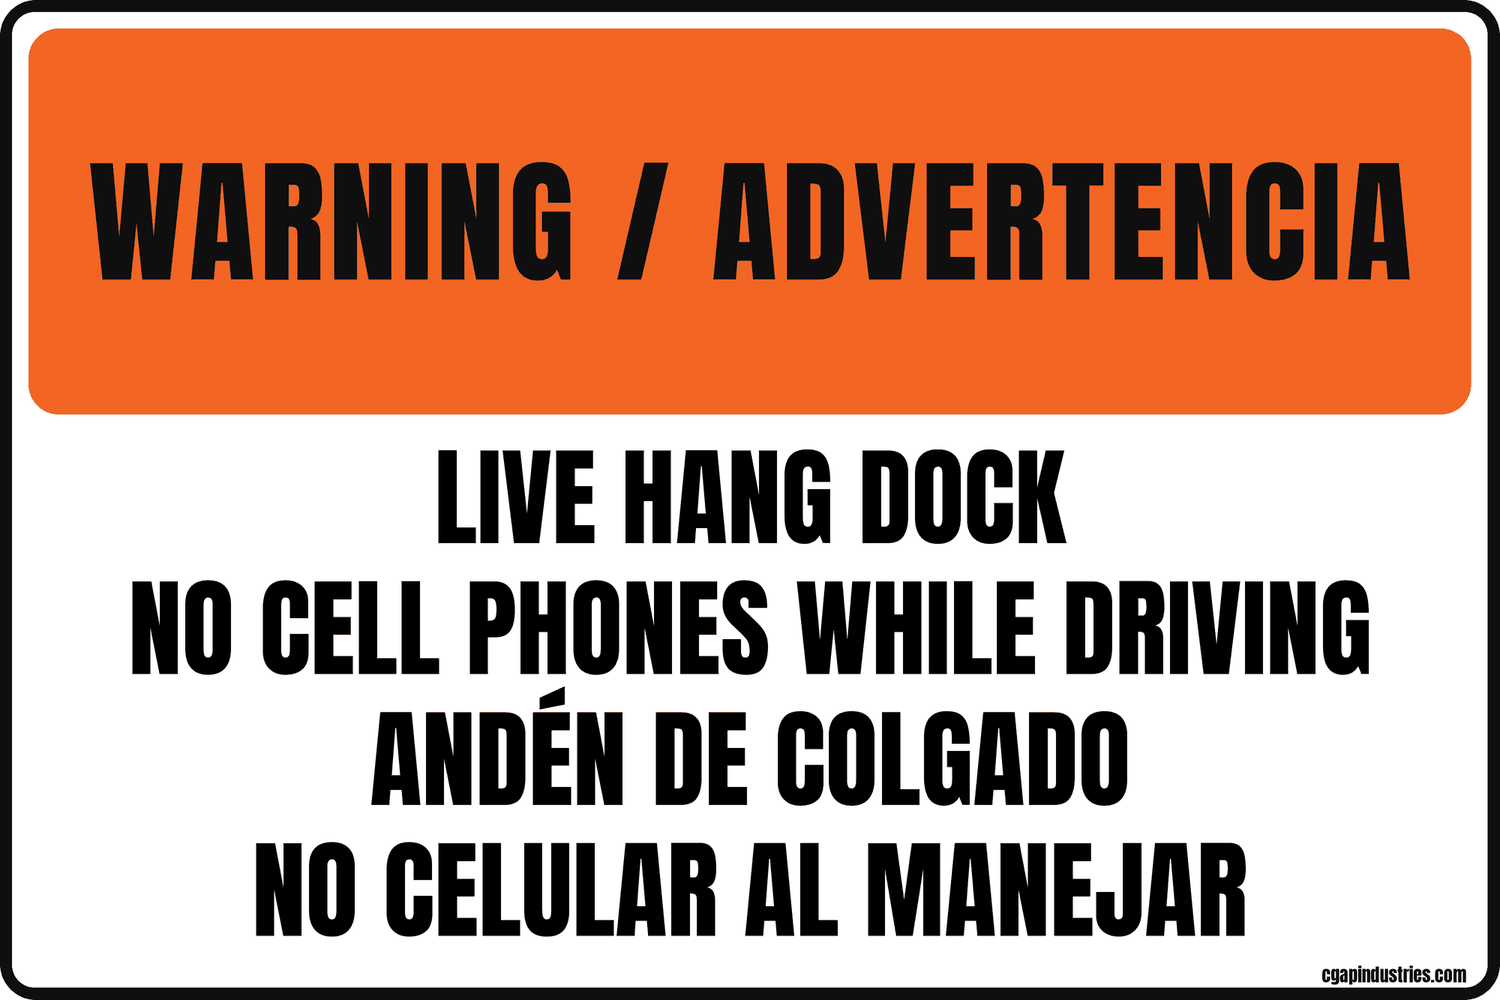 WARNING / ADVERTENCIA
LIVE HANG DOCK
NO CELL PHONES WHILE DRIVING
ANDÉN DE COLGADO
NO CELULAR AL MANEJAR
cgapindustries.com